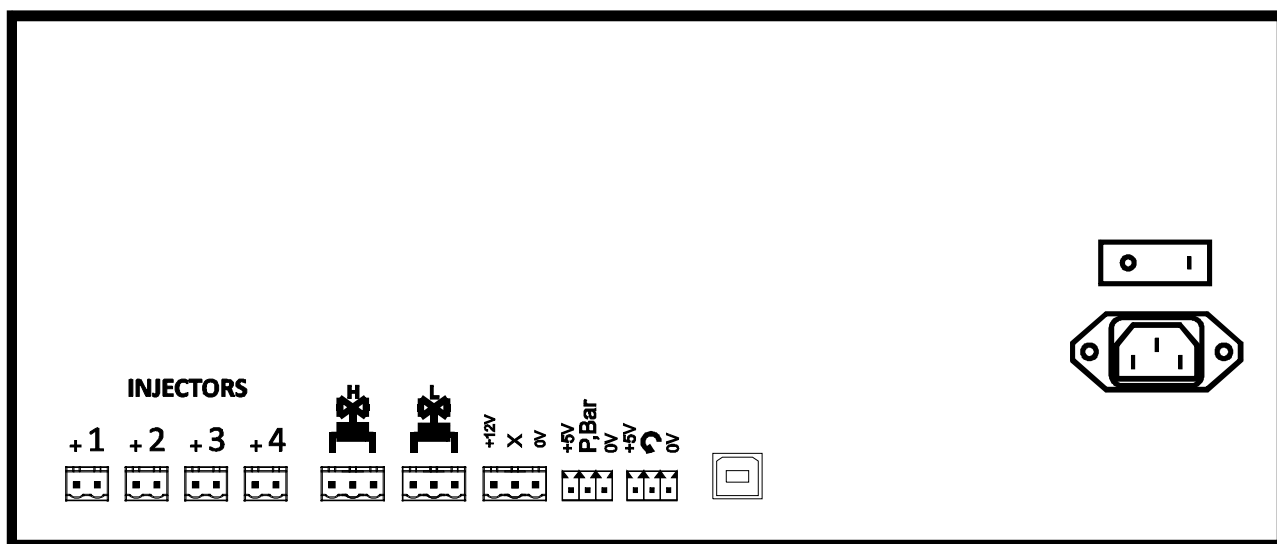 INJECTORS
H
L
+1
+2
+3
+4
+12V
X
0V
+5V
P,Bar
0V
+5V
0V